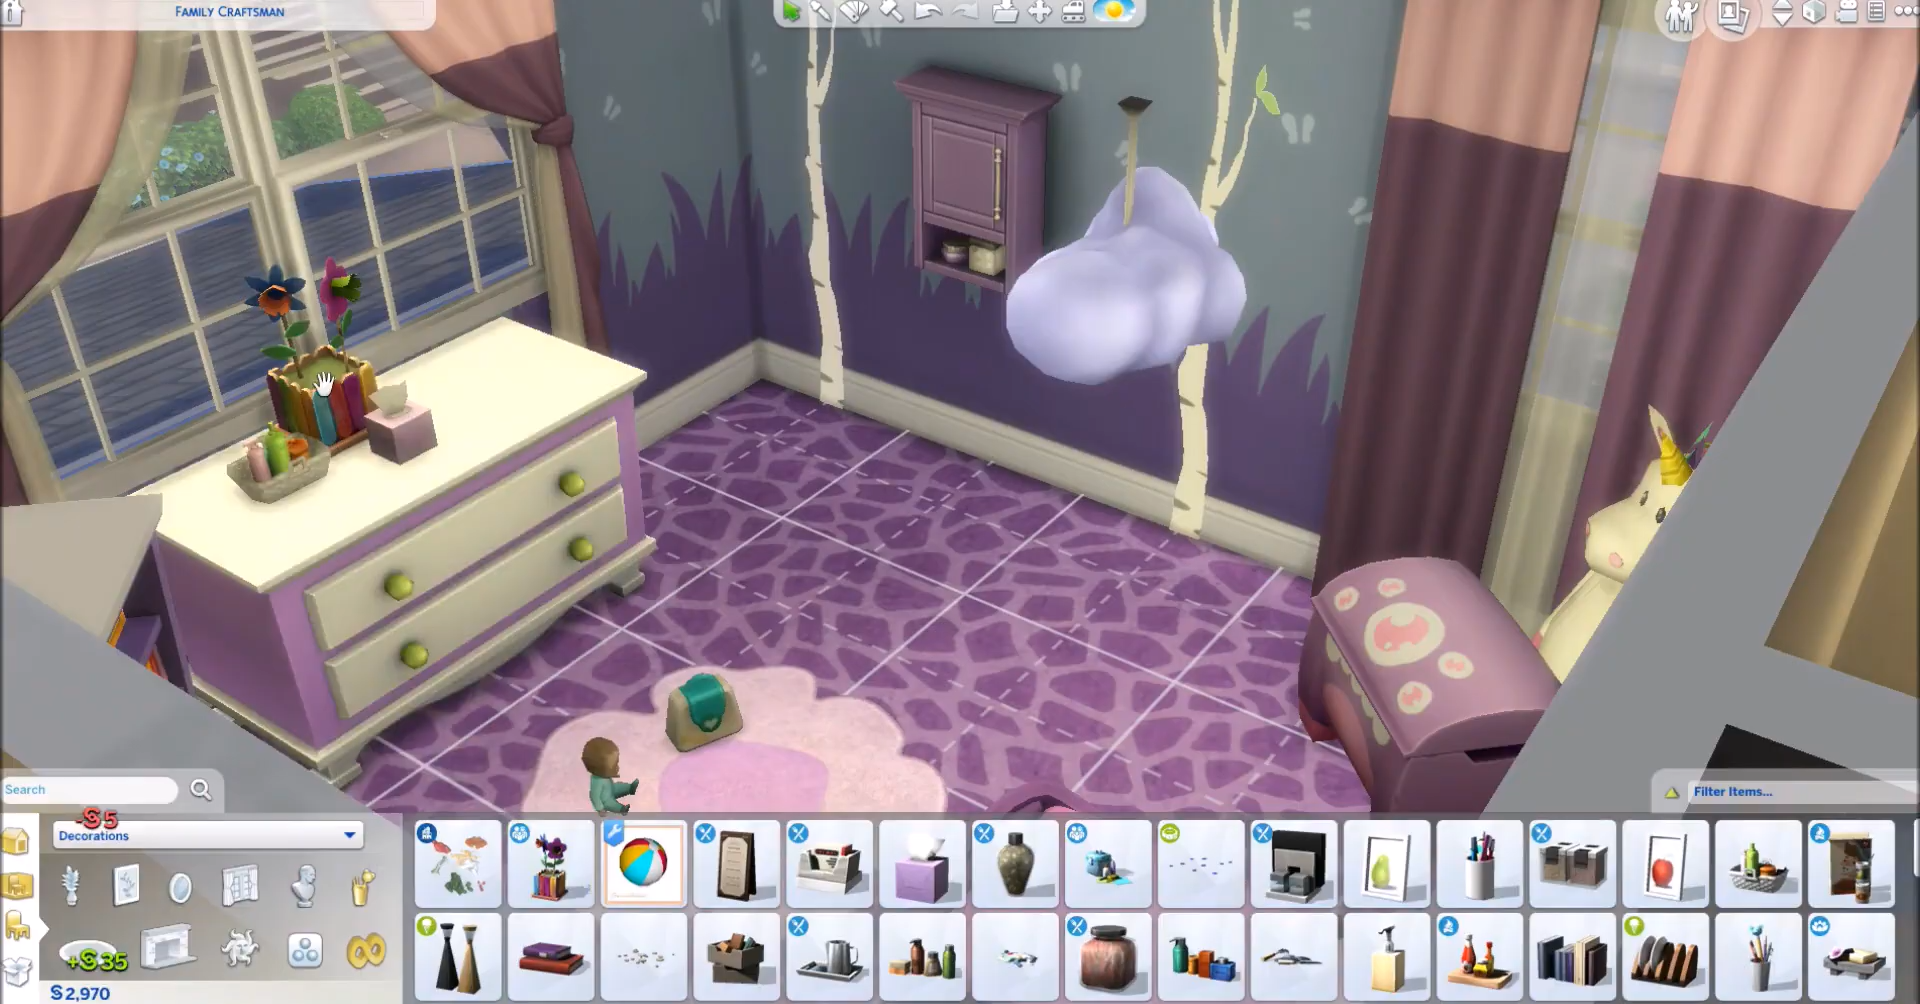 FAMILY CRAFTSMAN
Search
Filter Items...
-§5
Decorations
+§35
§2,970